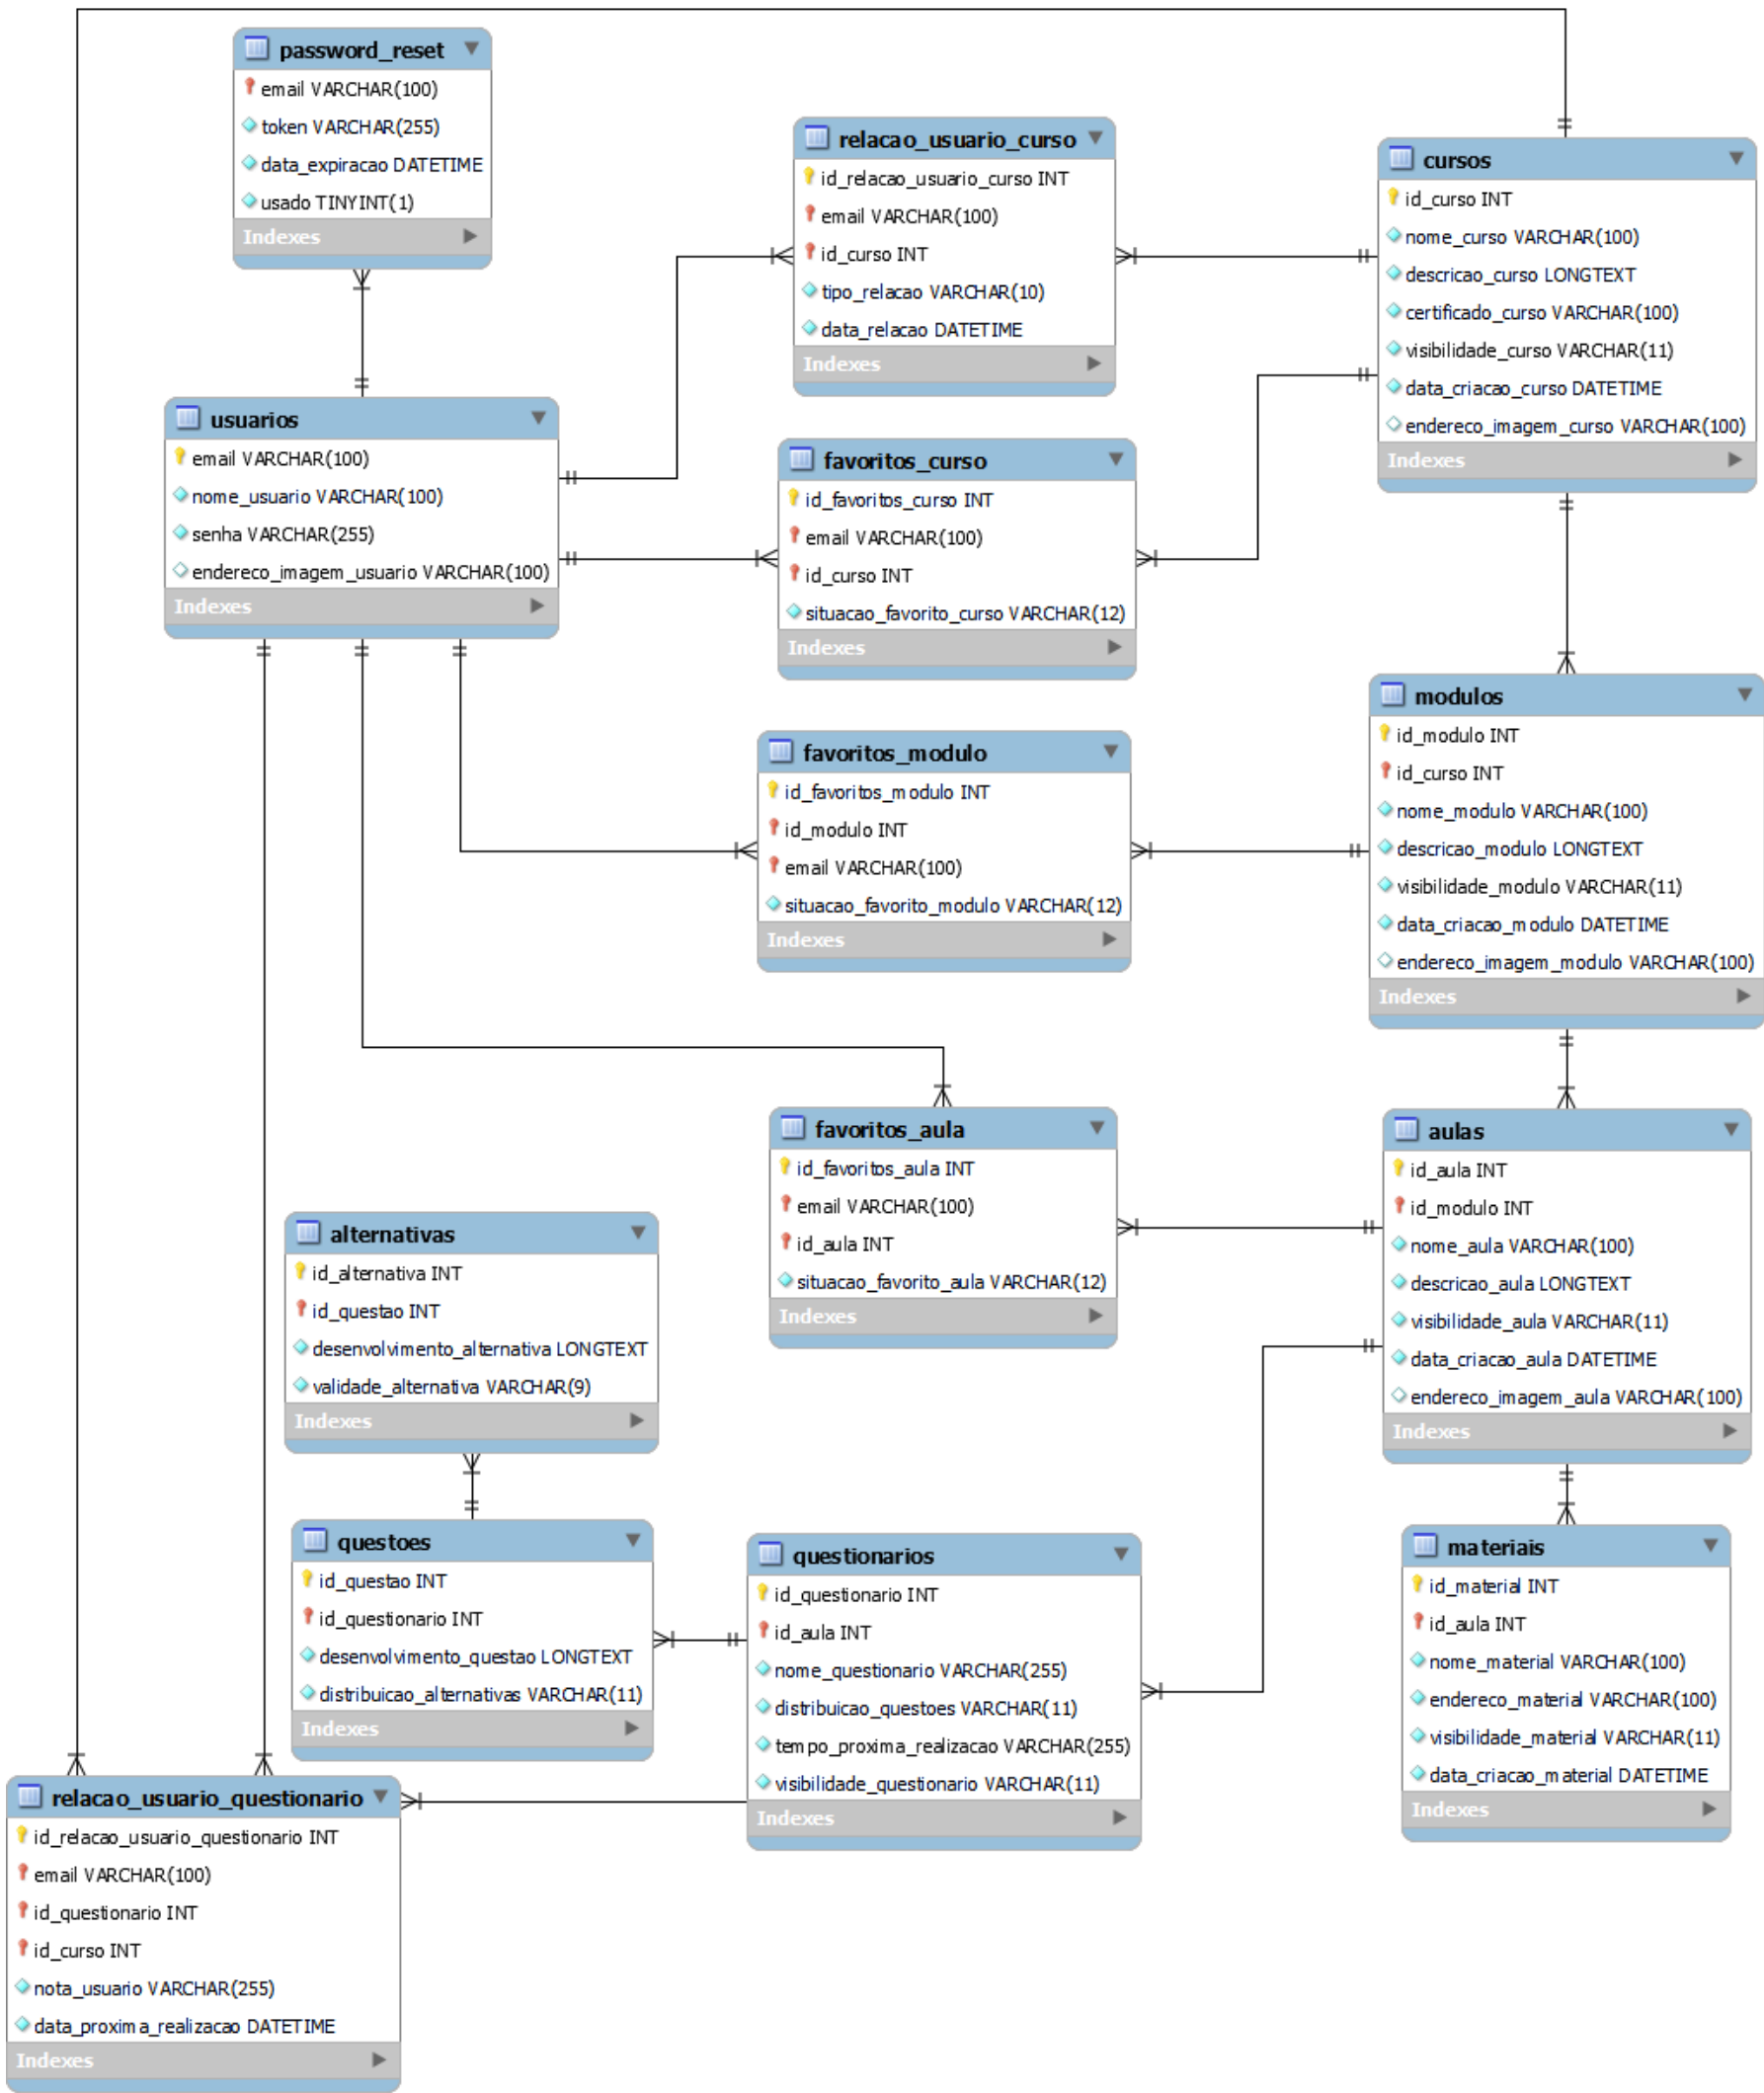 password_reset
email VARCHAR(100)
token VARCHAR(255)
data_expiracao DATETIME
usado TINYINT(1)
Indexes
relacao_usuario_curso
id_relacao_usuario_curso INT
email VARCHAR(100)
id_curso INT
tipo_relacao VARCHAR(10)
data_relacao DATETIME
Indexes
cursos
id_curso INT
nome_curso VARCHAR(100)
descricao_curso LONGTEXT
certificado_curso VARCHAR(100)
visibilidade_curso VARCHAR(11)
data_criacao_curso DATETIME
endereco_imagem_curso VARCHAR(100)
Indexes
usuarios
email VARCHAR(100)
nome_usuario VARCHAR(100)
senha VARCHAR(255)
endereco_imagem_usuario VARCHAR(100)
Indexes
favoritos_curso
id_favoritos_curso INT
email VARCHAR(100)
id_curso INT
situacao_favorito_curso VARCHAR(12)
Indexes
modulos
id_modulo INT
id_curso INT
nome_modulo VARCHAR(100)
descricao_modulo LONGTEXT
visibilidade_modulo VARCHAR(11)
data_criacao_modulo DATETIME
endereco_imagem_modulo VARCHAR(100)
Indexes
favoritos_modulo
id_favoritos_modulo INT
id_modulo INT
email VARCHAR(100)
situacao_favorito_modulo VARCHAR(12)
Indexes
favoritos_aula
id_favoritos_aula INT
email VARCHAR(100)
id_aula INT
situacao_favorito_aula VARCHAR(12)
Indexes
aulas
id_aula INT
id_modulo INT
nome_aula VARCHAR(100)
descricao_aula LONGTEXT
visibilidade_aula VARCHAR(11)
data_criacao_aula DATETIME
endereco_imagem_aula VARCHAR(100)
Indexes
alternativas
id_alternativa INT
id_questao INT
desenvolvimento_alternativa LONGTEXT
validade_alternativa VARCHAR(9)
Indexes
questoes
id_questao INT
id_questionario INT
desenvolvimento_questao LONGTEXT
distribuicao_alternativas VARCHAR(11)
Indexes
questionarios
id_questionario INT
id_aula INT
nome_questionario VARCHAR(255)
distribuicao_questoes VARCHAR(11)
tempo_proxima_realizacao VARCHAR(255)
visibilidade_questionario VARCHAR(11)
Indexes
materiais
id_material INT
id_aula INT
nome_material VARCHAR(100)
endereco_material VARCHAR(100)
visibilidade_material VARCHAR(11)
data_criacao_material DATETIME
Indexes
relacao_usuario_questionario
id_relacao_usuario_questionario INT
email VARCHAR(100)
id_questionario INT
id_curso INT
nota_usuario VARCHAR(255)
data_proxima_realizacao DATETIME
Indexes